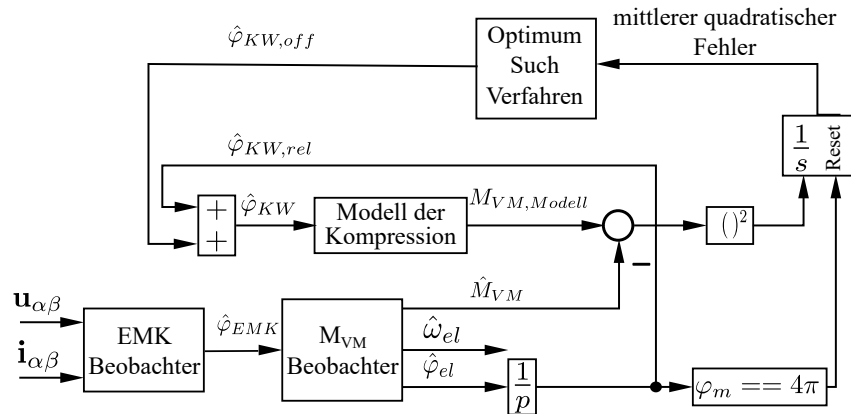 mittlerer quadratischer
Fehler
φ̂_{KW,off}
Optimum
Such
Verfahren
1/s
Reset
φ̂_{KW,rel}
+
+
φ̂_{KW}
Modell der
Kompression
M_{VM,Modell}
()²
−
M̂_{VM}
u_{αβ}
i_{αβ}
EMK
Beobachter
φ̂_{EMK}
M_{VM}
Beobachter
ω̂_{el}
φ̂_{el}
1/p
φ_m == 4π